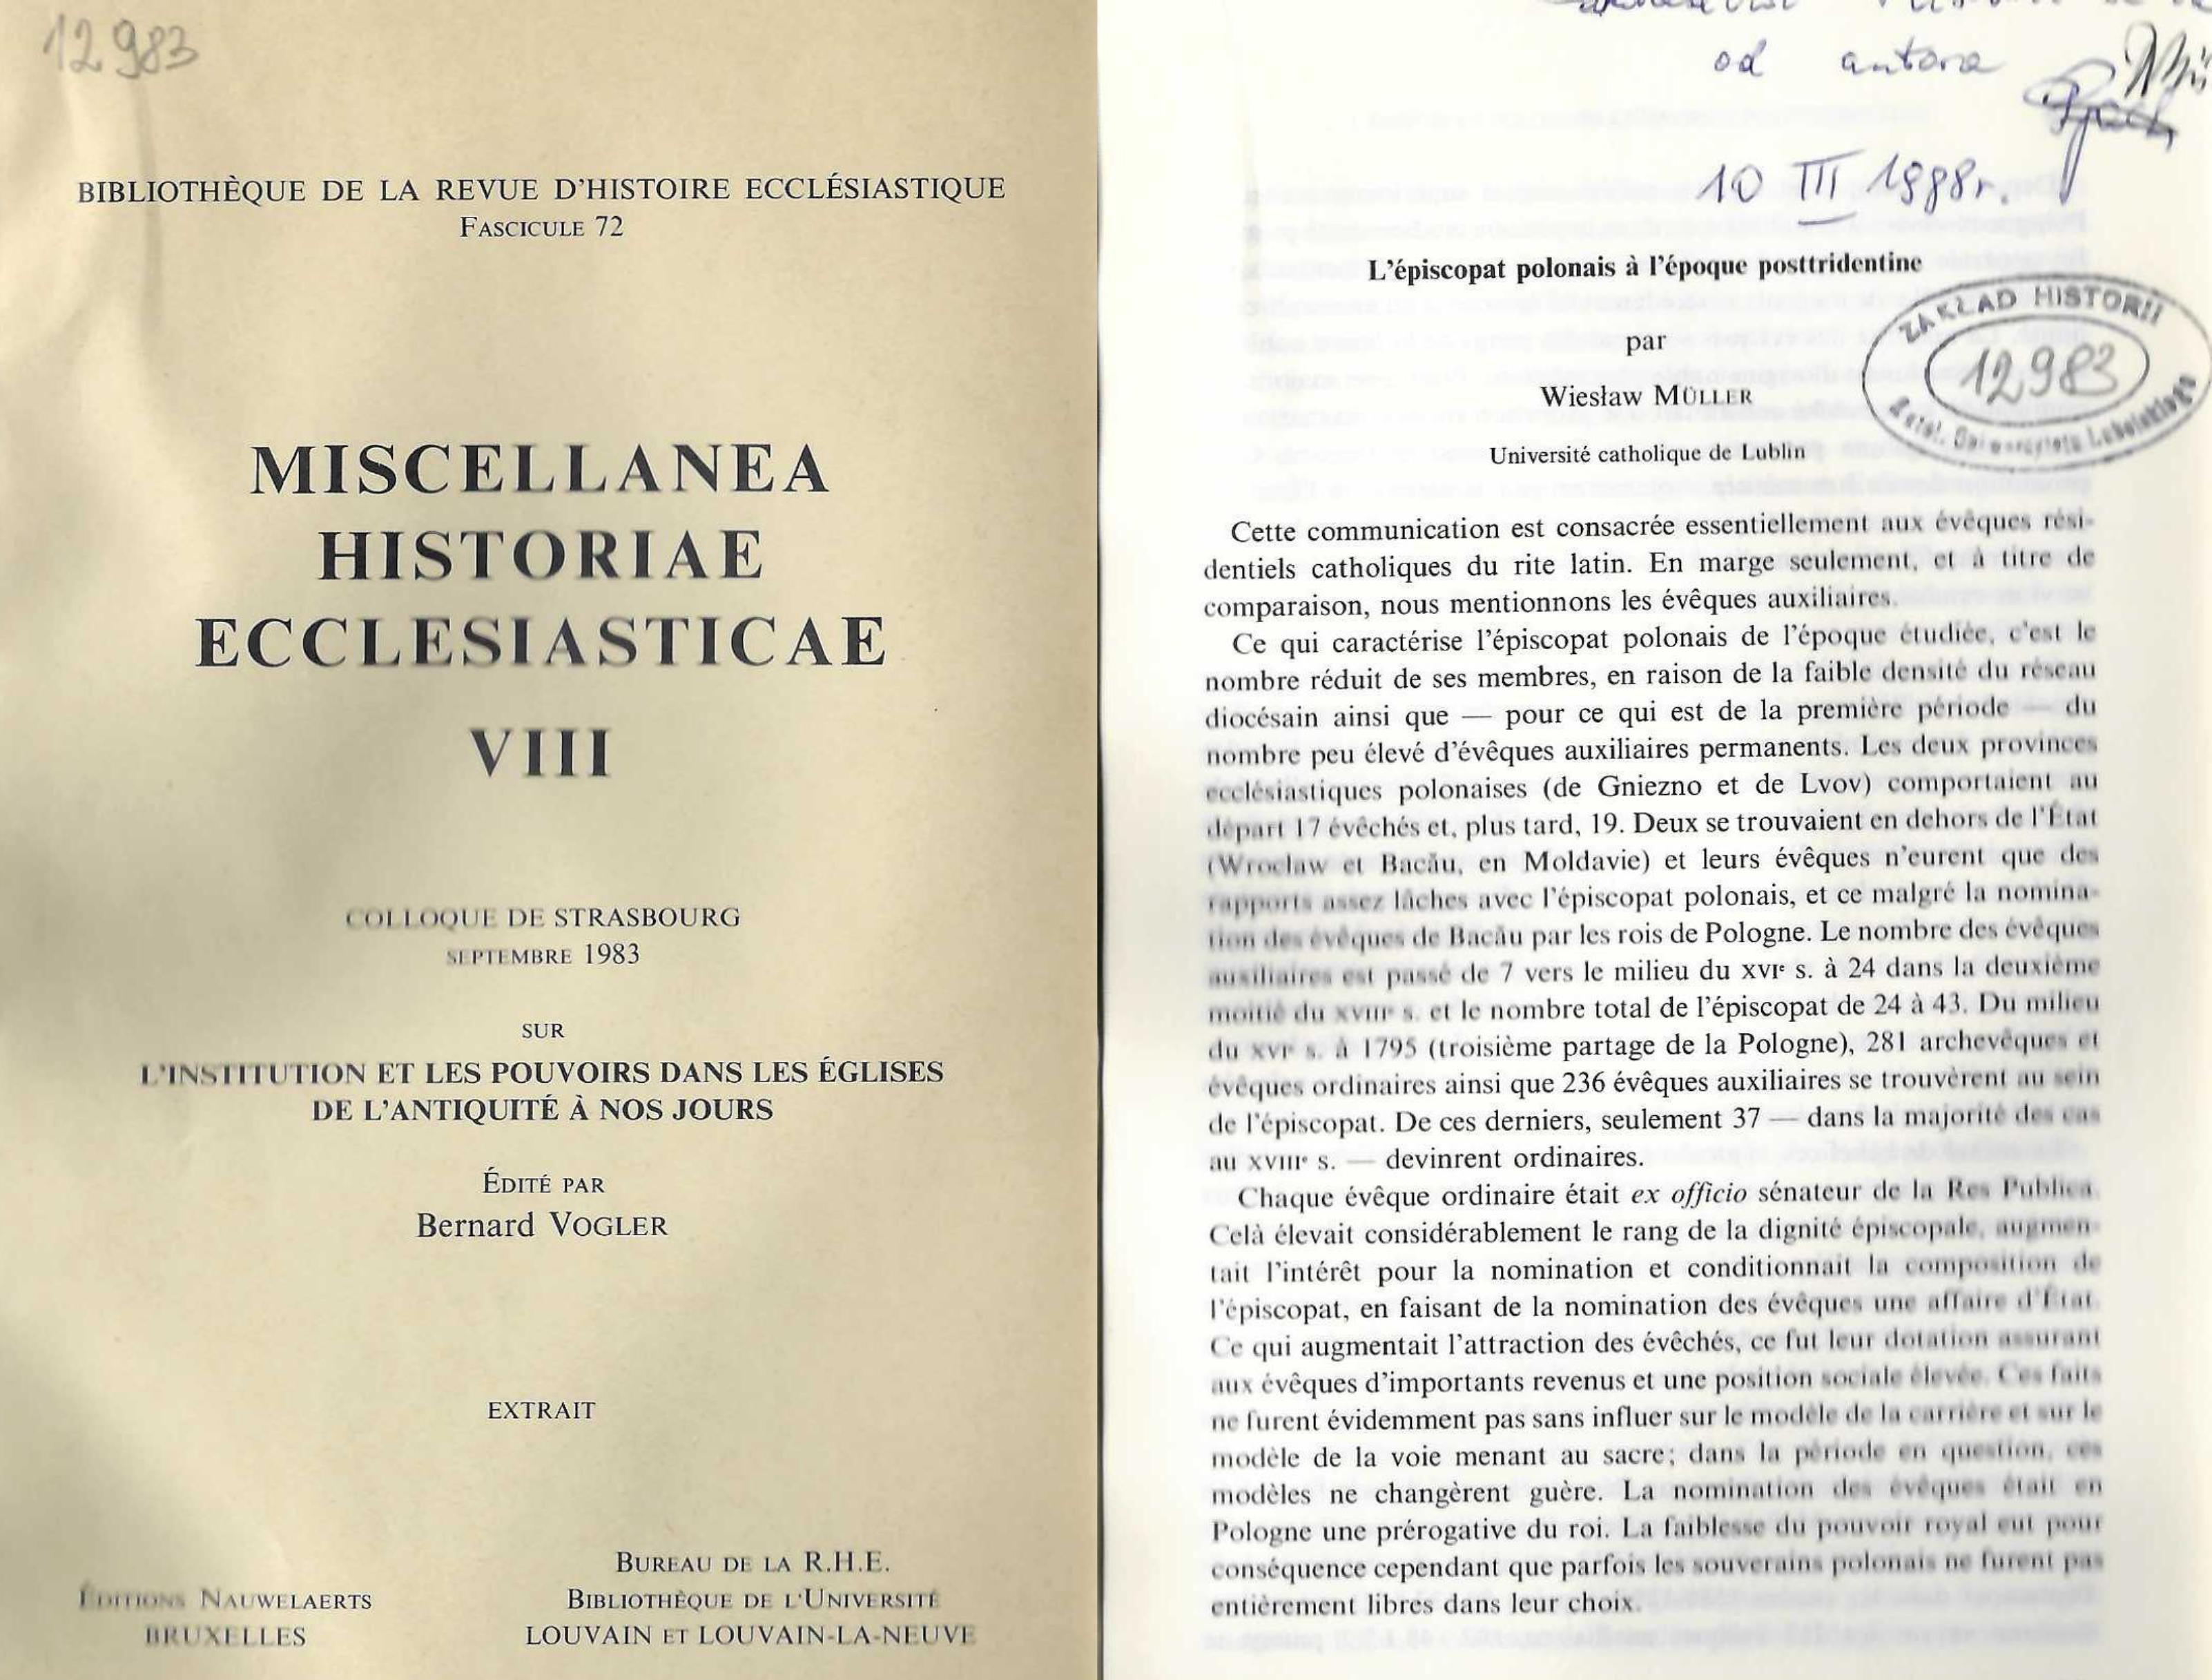 12983
BIBLIOTHÈQUE DE LA REVUE D'HISTOIRE ECCLÉSIASTIQUE
FASCICULE 72
MISCELLANEA
HISTORIAE
ECCLESIASTICAE
VIII
COLLOQUE DE STRASBOURG
SEPTEMBRE 1983
SUR
L'INSTITUTION ET LES POUVOIRS DANS LES ÉGLISES
DE L'ANTIQUITÉ À NOS JOURS
ÉDITÉ PAR
Bernard VOGLER
EXTRAIT
ÉDITIONS NAUWELAERTS
BRUXELLES
BUREAU DE LA R.H.E.
BIBLIOTHÈQUE DE L'UNIVERSITÉ
LOUVAIN ET LOUVAIN-LA-NEUVE
od autora
10 III 1998r.
L'épiscopat polonais à l'époque posttridentine
par
Wiesław MÜLLER
Université catholique de Lublin
ZAKŁAD HISTORII
12983
Katol. Uniwersytetu Lubelskiego
Cette communication est consacrée essentiellement aux évêques rési-
dentiels catholiques du rite latin. En marge seulement, et à titre de
comparaison, nous mentionnons les évêques auxiliaires.
Ce qui caractérise l'épiscopat polonais de l'époque étudiée, c'est le
nombre réduit de ses membres, en raison de la faible densité du réseau
diocésain ainsi que — pour ce qui est de la première période — du
nombre peu élevé d'évêques auxiliaires permanents. Les deux provinces
ecclésiastiques polonaises (de Gniezno et de Lvov) comportaient au
départ 17 évêchés et, plus tard, 19. Deux se trouvaient en dehors de l'État
(Wrocław et Bacău, en Moldavie) et leurs évêques n'eurent que des
rapports assez lâches avec l'épiscopat polonais, et ce malgré la nomina-
tion des évêques de Bacău par les rois de Pologne. Le nombre des évêques
auxiliaires est passé de 7 vers le milieu du XVIe s. à 24 dans la deuxième
moitié du XVIIIe s. et le nombre total de l'épiscopat de 24 à 43. Du milieu
du XVIe s. à 1795 (troisième partage de la Pologne), 281 archevêques et
évêques ordinaires ainsi que 236 évêques auxiliaires se trouvèrent au sein
de l'épiscopat. De ces derniers, seulement 37 — dans la majorité des cas
au XVIIIe s. — devinrent ordinaires.
Chaque évêque ordinaire était ex officio sénateur de la Res Publica.
Celà élevait considérablement le rang de la dignité épiscopale, augmen-
tait l'intérêt pour la nomination et conditionnait la composition de
l'épiscopat, en faisant de la nomination des évêques une affaire d'État.
Ce qui augmentait l'attraction des évêchés, ce fut leur dotation assurant
aux évêques d'importants revenus et une position sociale élevée. Ces faits
ne furent évidemment pas sans influer sur le modèle de la carrière et sur le
modèle de la voie menant au sacre; dans la période en question, ces
modèles ne changèrent guère. La nomination des évêques était en
Pologne une prérogative du roi. La faiblesse du pouvoir royal eut pour
conséquence cependant que parfois les souverains polonais ne furent pas
entièrement libres dans leur choix.